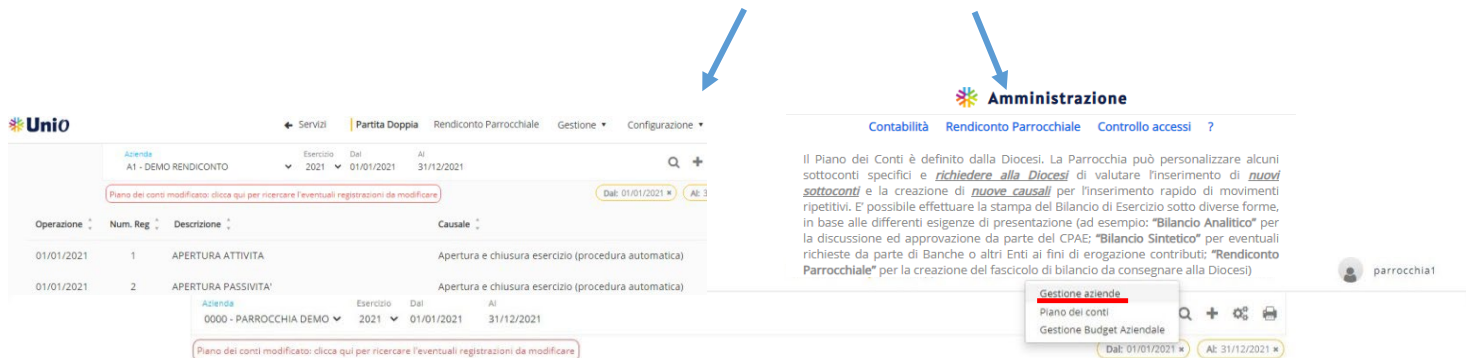 Unio
← Servizi Partita Doppia Rendiconto Parrocchiale Gestione ▾ Configurazione ▾
Azienda Esercizio Dal Al
A1 - DEMO RENDICONTO 2021 01/01/2021 31/12/2021
Piano dei conti modificato: clicca qui per ricercare l'eventuali registrazioni da modificare
Dal: 01/01/2021 × Al: 3
Operazione Num. Reg Descrizione Causale
01/01/2021 1 APERTURA ATTIVITA Apertura e chiusura esercizio (procedura automatica)
01/01/2021 2 APERTURA PASSIVITA' Apertura e chiusura esercizio (procedura automatica)
Amministrazione
Contabilità Rendiconto Parrocchiale Controllo accessi ?
Il Piano dei Conti è definito dalla Diocesi. La Parrocchia può personalizzare alcuni
sottoconti specifici e richiedere alla Diocesi di valutare l'inserimento di nuovi
sottoconti e la creazione di nuove causali per l'inserimento rapido di movimenti
ripetitivi. E' possibile effettuare la stampa del Bilancio di Esercizio sotto diverse forme,
in base alle differenti esigenze di presentazione (ad esempio: "Bilancio Analitico" per
la discussione ed approvazione da parte del CPAE; "Bilancio Sintetico" per eventuali
richieste da parte di Banche o altri Enti ai fini di erogazione contributi; "Rendiconto
Parrocchiale" per la creazione del fascicolo di bilancio da consegnare alla Diocesi)
parrocchia1
Gestione aziende
Piano dei conti
Gestione Budget Aziendale
Azienda Esercizio Dal Al
0000 - PARROCCHIA DEMO 2021 01/01/2021 31/12/2021
Piano dei conti modificato: clicca qui per ricercare l'eventuali registrazioni da modificare
Dal: 01/01/2021 × Al: 31/12/2021 ×